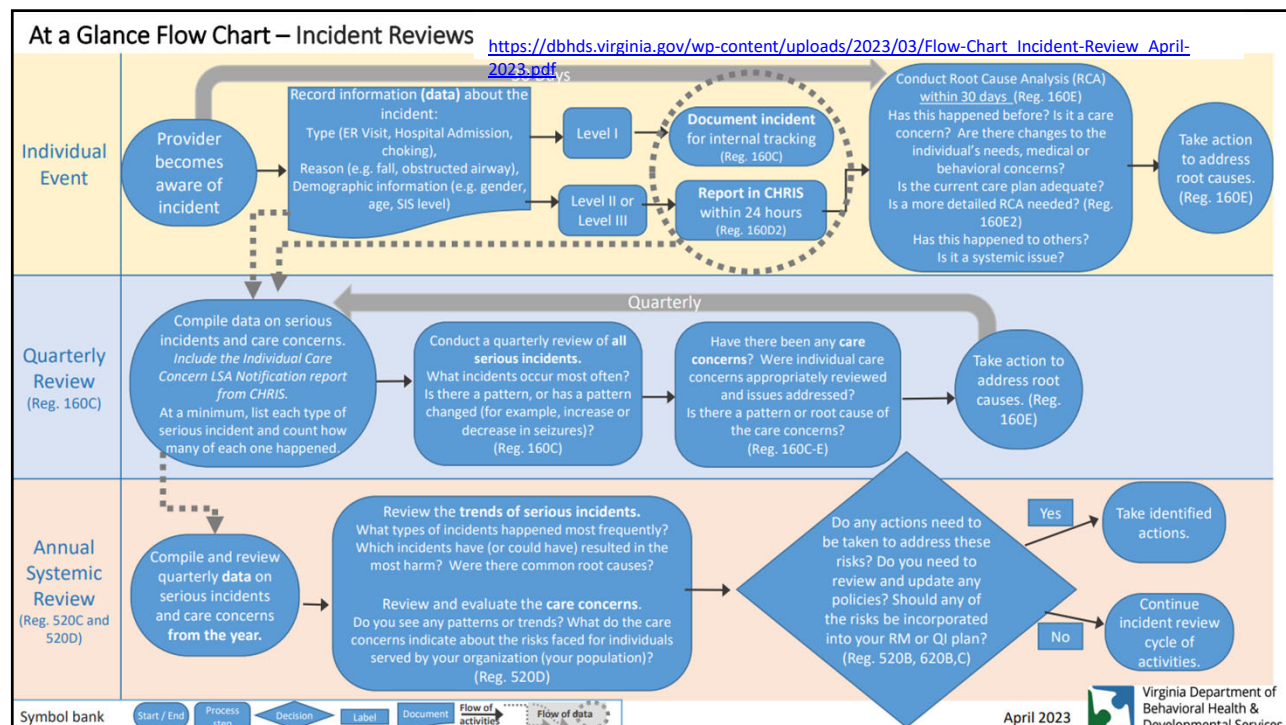 At a Glance Flow Chart – Incident Reviews
https://dbhds.virginia.gov/wp-content/uploads/2023/03/Flow-Chart_Incident-Review_April-
2023.pdf
Days
Individual
Event
Provider
becomes
aware of
incident
Record information (data) about the
incident:
Type (ER Visit, Hospital Admission,
choking),
Reason (e.g. fall, obstructed airway),
Demographic information (e.g. gender,
age, SIS level)
Level I
Level II or
Level III
Document incident
for internal tracking
(Reg. 160C)
Report in CHRIS
within 24 hours
(Reg. 160D2)
Conduct Root Cause Analysis (RCA)
within 30 days (Reg. 160E)
Has this happened before? Is it a care
concern? Are there changes to the
individual's needs, medical or
behavioral concerns?
Is the current care plan adequate?
Is a more detailed RCA needed? (Reg.
160E2)
Has this happened to others?
Is it a systemic issue?
Take action
to address
root causes.
(Reg. 160E)
Quarterly
Quarterly
Review
(Reg. 160C)
Compile data on serious
incidents and care concerns.
Include the Individual Care
Concern LSA Notification report
from CHRIS.
At a minimum, list each type of
serious incident and count how
many of each one happened.
Conduct a quarterly review of all
serious incidents.
What incidents occur most often?
Is there a pattern, or has a pattern
changed (for example, increase or
decrease in seizures)?
(Reg. 160C)
Have there been any care
concerns? Were individual care
concerns appropriately reviewed
and issues addressed?
Is there a pattern or root cause of
the care concerns?
(Reg. 160C-E)
Take action to
address root
causes. (Reg.
160E)
Annual
Systemic
Review
(Reg. 520C and
520D)
Compile and review
quarterly data on
serious incidents
and care concerns
from the year.
Review the trends of serious incidents.
What types of incidents happened most frequently?
Which incidents have (or could have) resulted in the
most harm? Were there common root causes?
Review and evaluate the care concerns.
Do you see any patterns or trends? What do the care
concerns indicate about the risks faced for individuals
served by your organization (your population)?
(Reg. 520D)
Do any actions need to
be taken to address these
risks? Do you need to
review and update any
policies? Should any of
the risks be incorporated
into your RM or QI plan?
(Reg. 520B, 620B,C)
Yes
No
Take identified
actions.
Continue
incident review
cycle of
activities.
Symbol bank
Start / End
Process
step
Decision
Label
Document
Flow of
activities
Flow of data
April 2023
Virginia Department of
Behavioral Health &
Developmental Services